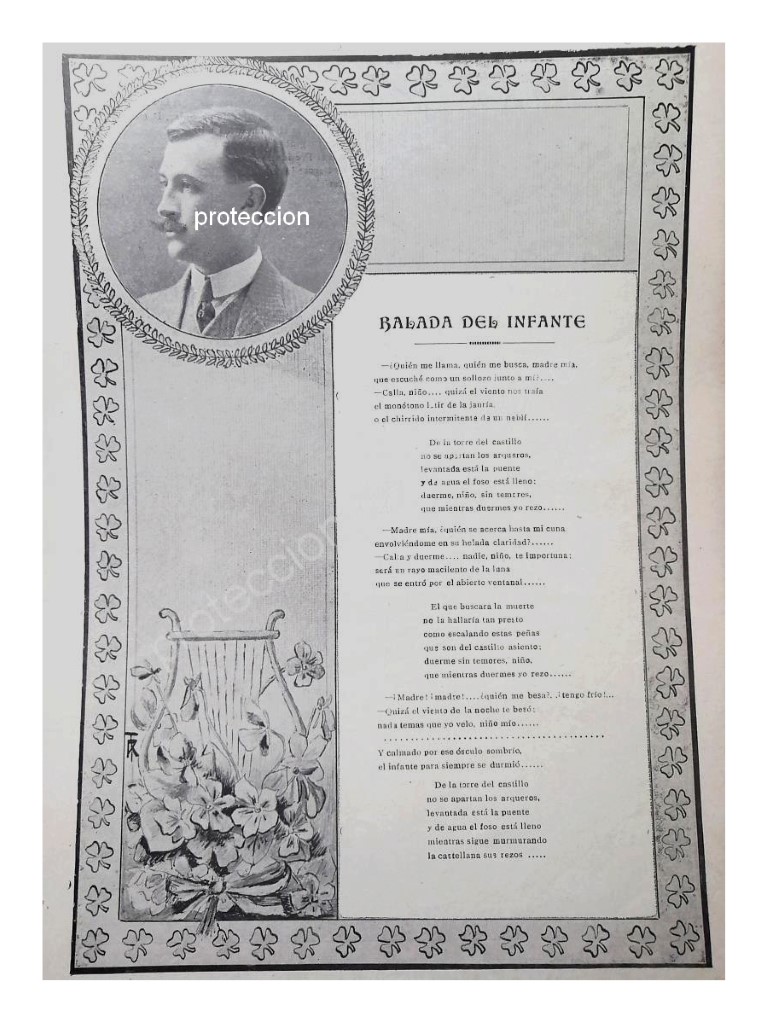 proteccion
BALADA DEL INFANTE
—¿Quién me llama, quién me busca, madre mía,
que escuché como un sollozo junto a mí?....
—Calla, niño.... quizá el viento nos traía
el monótono latir de la jauría,
o el chirrido intermitente de un neblí......
De la torre del castillo
no se apartan los arqueros,
levantada está la puente
y de agua el foso está lleno;
duerme, niño, sin temores,
que mientras duermes yo rezo......
—Madre mía, ¿quién se acerca hasta mi cuna
envolviéndome en su helada claridad?......
—Calla y duerme.... nadie, niño, te importuna;
será un rayo macilento de la luna
que se entró por el abierto ventanal......
El que buscara la muerte
no la hallaría tan presto
como escalando estas peñas
que son del castillo asiento;
duerme sin temores, niño,
que mientras duermes yo rezo......
—¡Madre! ¡madre!....¿quién me besa?. ¡tengo frío!...
—Quizá el viento de la noche te besó;
nada temas que yo velo, niño mío......
Y cansado por ese ósculo sombrío,
el infante para siempre se durmió......
De la torre del castillo
no se apartan los arqueros,
levantada está la puente
y de agua el foso está lleno
mientras sigue murmurando
la castellana sus rezos .....
proteccion